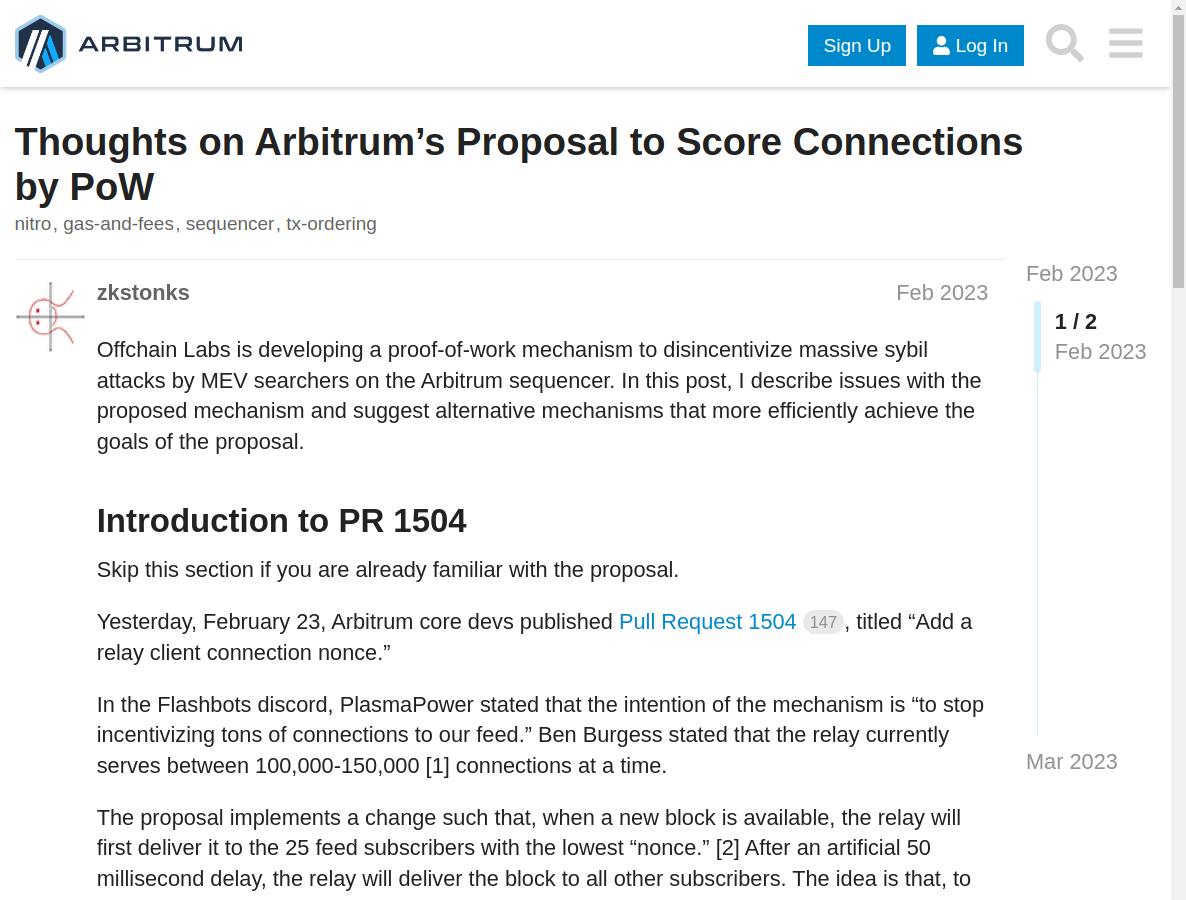 ARBITRUM
Sign Up
Log In
Thoughts on Arbitrum’s Proposal to Score Connections
by PoW
nitro, gas-and-fees, sequencer, tx-ordering
zkstonks
Feb 2023
Offchain Labs is developing a proof-of-work mechanism to disincentivize massive sybil
attacks by MEV searchers on the Arbitrum sequencer. In this post, I describe issues with the
proposed mechanism and suggest alternative mechanisms that more efficiently achieve the
goals of the proposal.
Introduction to PR 1504
Skip this section if you are already familiar with the proposal.
Yesterday, February 23, Arbitrum core devs published Pull Request 1504 147, titled “Add a
relay client connection nonce.”
In the Flashbots discord, PlasmaPower stated that the intention of the mechanism is “to stop
incentivizing tons of connections to our feed.” Ben Burgess stated that the relay currently
serves between 100,000-150,000 [1] connections at a time.
The proposal implements a change such that, when a new block is available, the relay will
first deliver it to the 25 feed subscribers with the lowest “nonce.” [2] After an artificial 50
millisecond delay, the relay will deliver the block to all other subscribers. The idea is that, to
Feb 2023
1 / 2
Feb 2023
Mar 2023